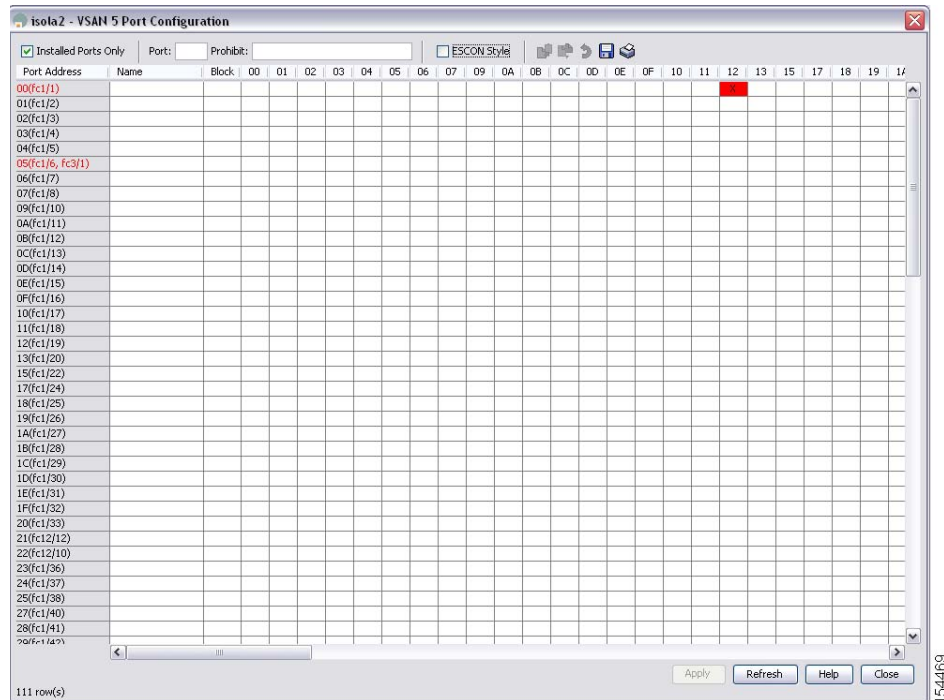 isola2 - VSAN 5 Port Configuration
Installed Ports Only Port: Prohibit: ESCON Style
Port Address Name Block 00 01 02 03 04 05 06 07 09 0A 0B 0C 0D 0E 0F 10 11 12 13 15 17 18 19 1A
00(fc1/1) X
01(fc1/2)
02(fc1/3)
03(fc1/4)
04(fc1/5)
05(fc1/6, fc3/1)
06(fc1/7)
07(fc1/8)
09(fc1/10)
0A(fc1/11)
0B(fc1/12)
0C(fc1/13)
0D(fc1/14)
0E(fc1/15)
0F(fc1/16)
10(fc1/17)
11(fc1/18)
12(fc1/19)
13(fc1/20)
15(fc1/22)
17(fc1/24)
18(fc1/25)
19(fc1/26)
1A(fc1/27)
1B(fc1/28)
1C(fc1/29)
1D(fc1/30)
1E(fc1/31)
1F(fc1/32)
20(fc1/33)
21(fc12/12)
22(fc12/10)
23(fc1/36)
24(fc1/37)
25(fc1/38)
27(fc1/40)
28(fc1/41)
29(fc1/42)
Apply Refresh Help Close
111 row(s)